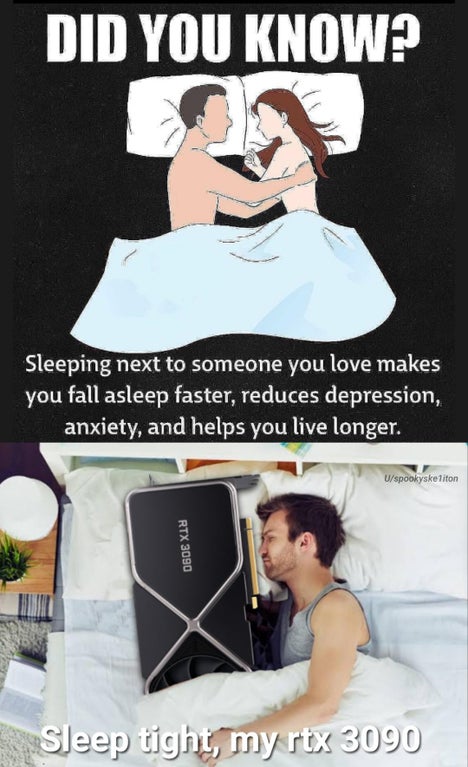 DID YOU KNOW?
Sleeping next to someone you love makes
you fall asleep faster, reduces depression,
anxiety, and helps you live longer.
U/spookyske1iton
RTX 3090
Sleep tight, my rtx 3090